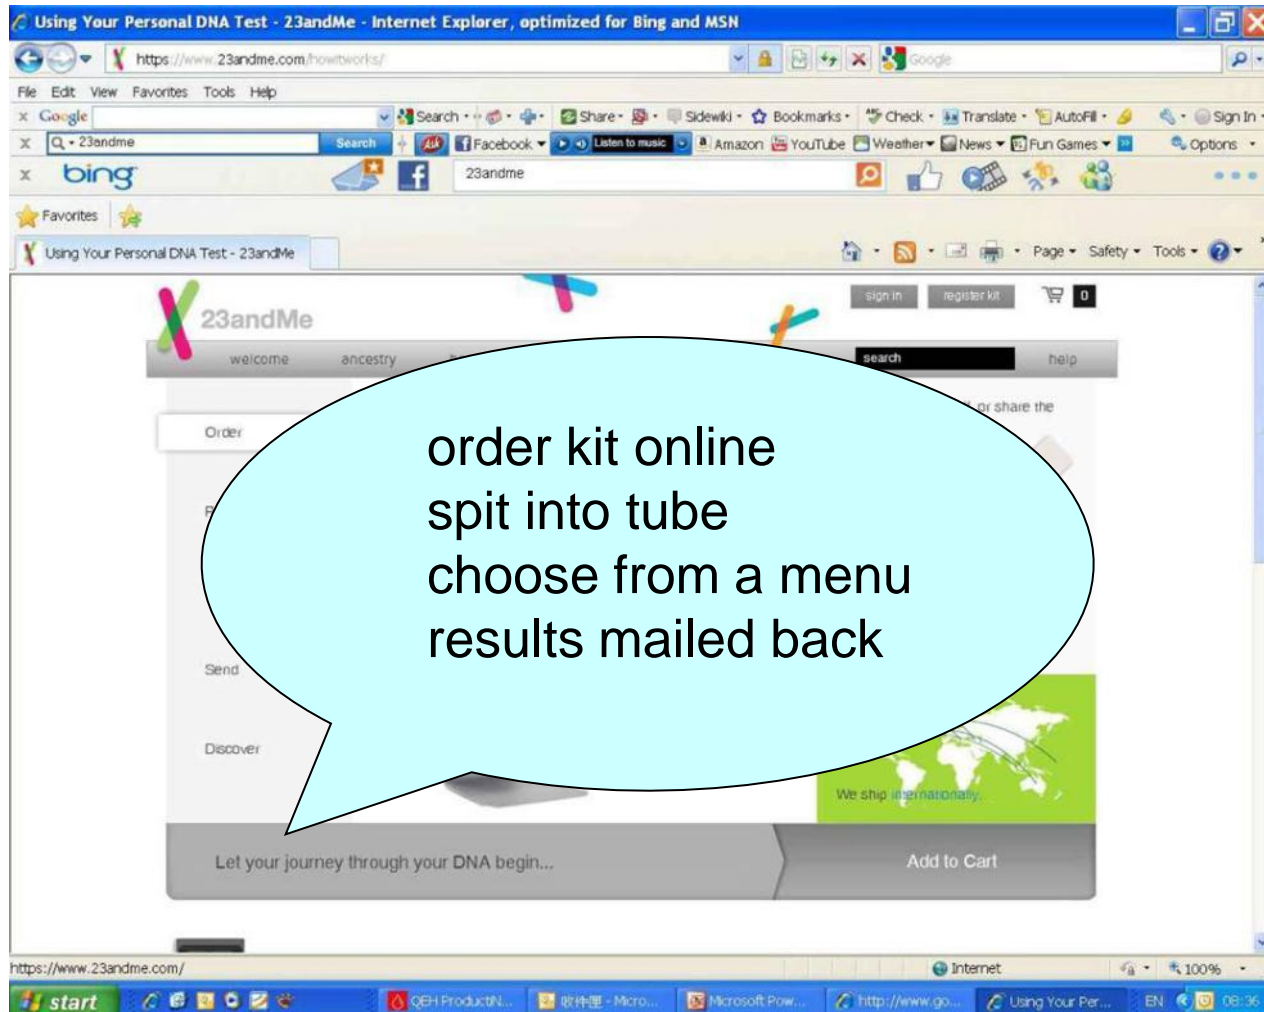 Using Your Personal DNA Test - 23andMe - Internet Explorer, optimized for Bing and MSN
https://www.23andme.com/howitworks/
Google
File Edit View Favorites Tools Help
x Google Search Share Sidewiki Bookmarks Check Translate AutoFill Sign In
x 23andme Search Facebook Listen to music Amazon YouTube Weather News Fun Games Options
x bing 23andme
Favorites
Using Your Personal DNA Test - 23andMe Page Safety Tools
sign in register kit 0
23andMe
welcome ancestry search help
or share the
Order
order kit online
spit into tube
choose from a menu
results mailed back
Send
Discover
We ship internationally.
Let your journey through your DNA begin... Add to Cart
https://www.23andme.com/ Internet 100%
start QEH ProductiN... 收件匣 - Micro... Microsoft Pow... http://www.go... Using Your Per... EN 08:36